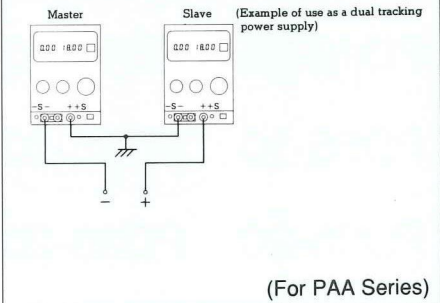 Master
Slave
(Example of use as a dual tracking
power supply)
0.00 18.00
0.00 18.00
-S- ++S
-S- ++S
- +
(For PAA Series)